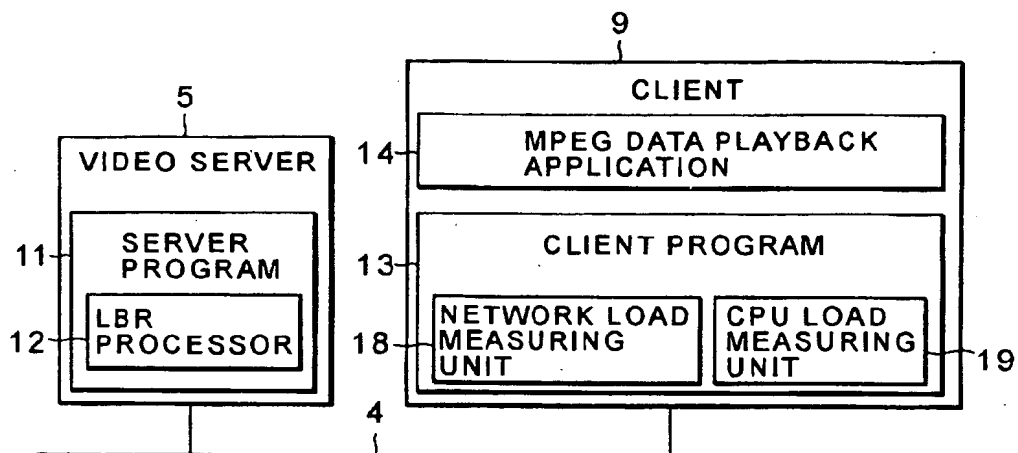 9
CLIENT
5
VIDEO SERVER
14
MPEG DATA PLAYBACK
APPLICATION
11
SERVER
PROGRAM
13
CLIENT PROGRAM
12
LBR
PROCESSOR
18
NETWORK LOAD
MEASURING
UNIT
CPU LOAD
MEASURING
UNIT
19
4